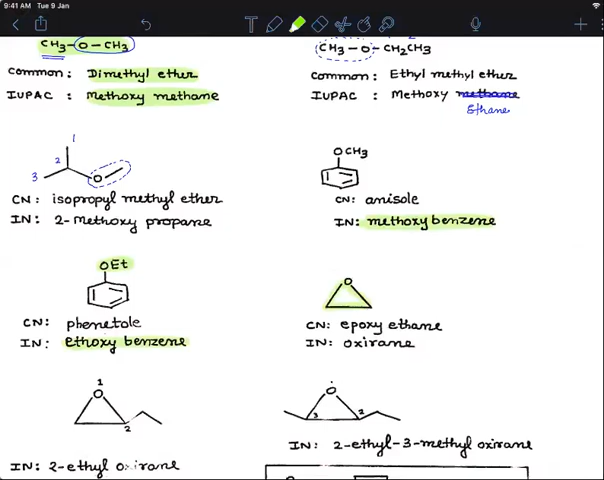 9:41 AM Tue 9 Jan
CH₃-O-CH₃
CH₃-O-CH₂CH₃
Common: Dimethyl ether
IUPAC : methoxy methane
Common: Ethyl methyl ether
IUPAC : Methoxy methane
Ethane
1
2
3
O
CN: isopropyl methyl ether
IN: 2-methoxy propane
OCH₃
CN: anisole
IN: methoxy benzene
OEt
CN: phenetole
IN: ethoxy benzene
O
CN: epoxy ethane
IN: oxirane
1
O
2
IN: 2-ethyl oxirane
O
3
2
IN: 2-ethyl-3-methyl oxirane